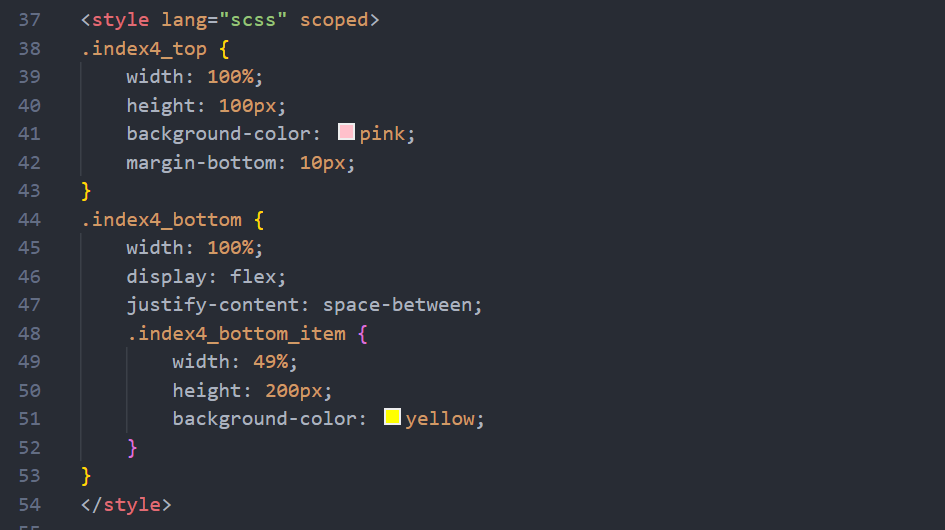 37 <style lang="scss" scoped>
38 .index4_top {
39     width: 100%;
40     height: 100px;
41     background-color: pink;
42     margin-bottom: 10px;
43 }
44 .index4_bottom {
45     width: 100%;
46     display: flex;
47     justify-content: space-between;
48     .index4_bottom_item {
49         width: 49%;
50         height: 200px;
51         background-color: yellow;
52     }
53 }
54 </style>